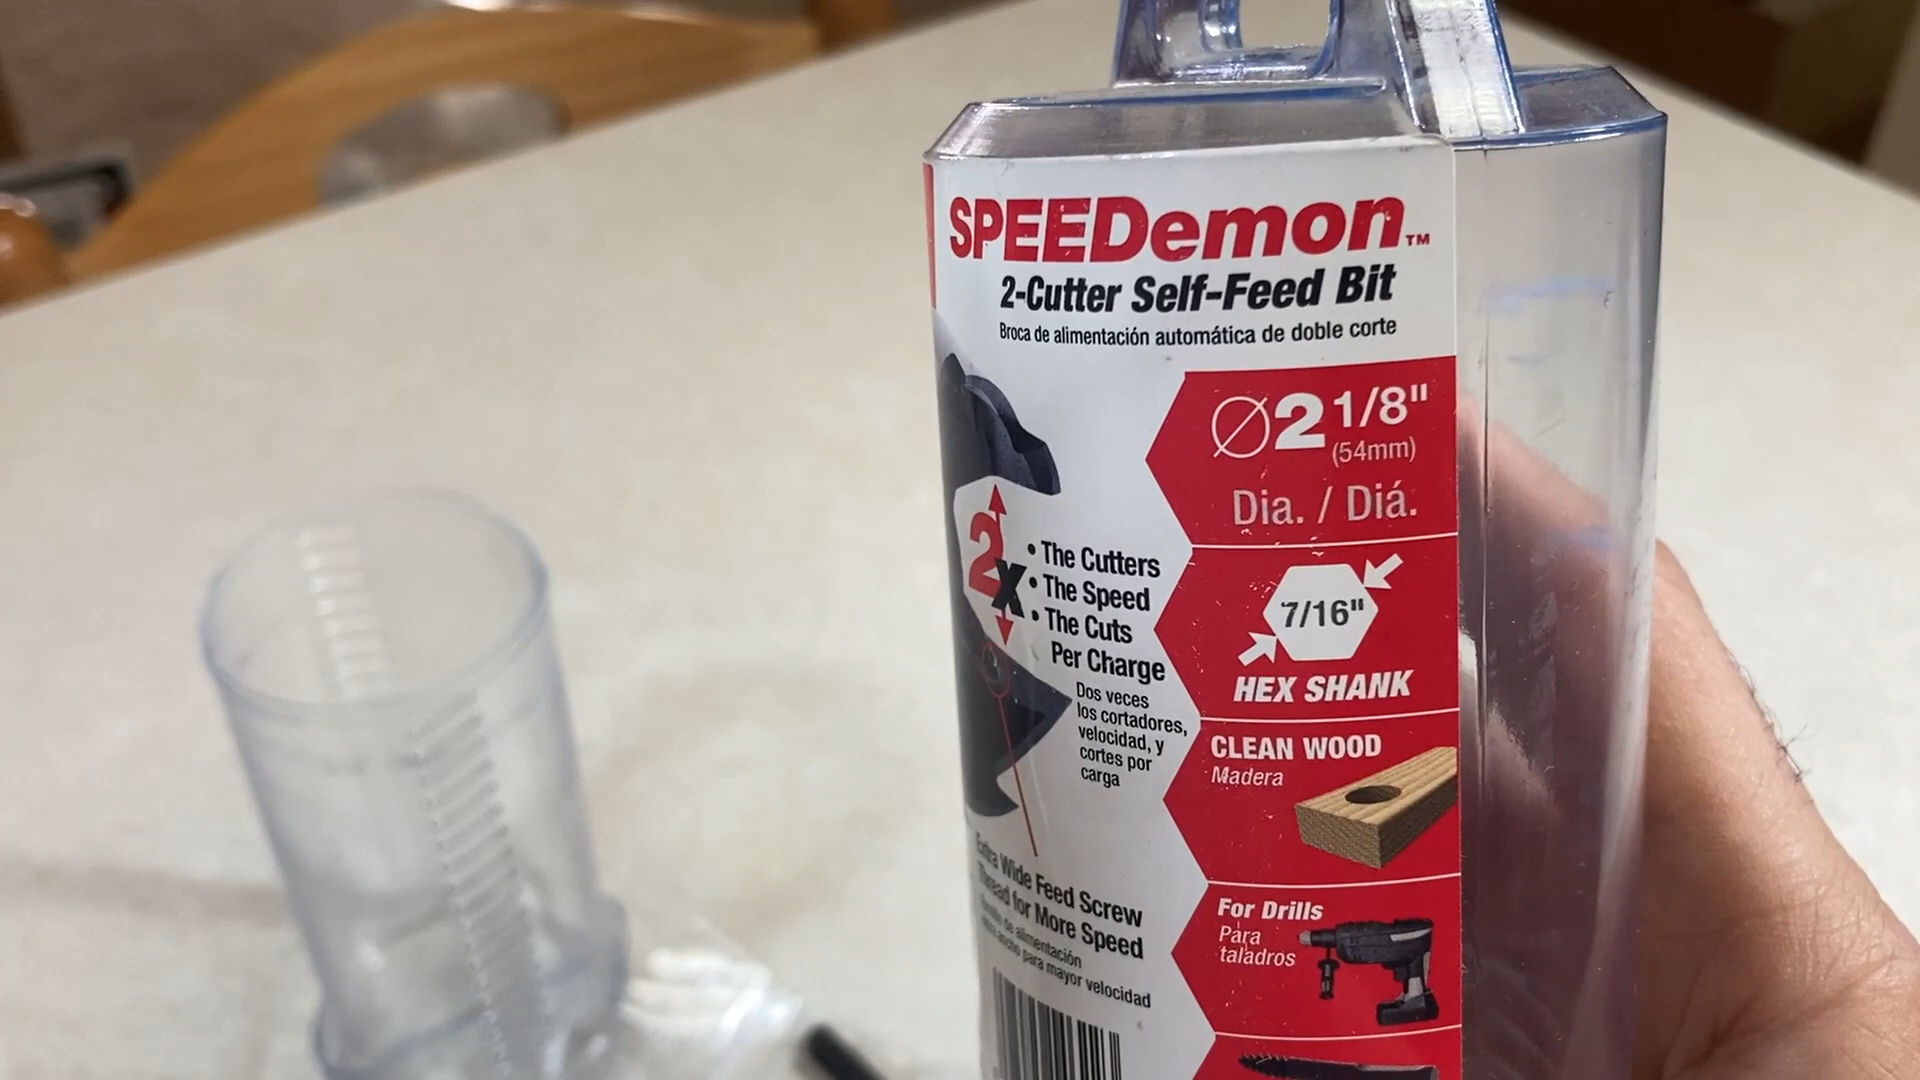 SPEEDemon™
2-Cutter Self-Feed Bit
Broca de alimentación automática de doble corte
Ø2 1/8"
(54mm)
Dia. / Diá.
2x
• The Cutters
• The Speed
• The Cuts
Per Charge
Dos veces
los cortadores,
velocidad, y
cortes por
carga
7/16"
HEX SHANK
CLEAN WOOD
Madera
Extra Wide Feed Screw
Thread for More Speed
de alimentación
ancho para mayor velocidad
For Drills
Para
taladros